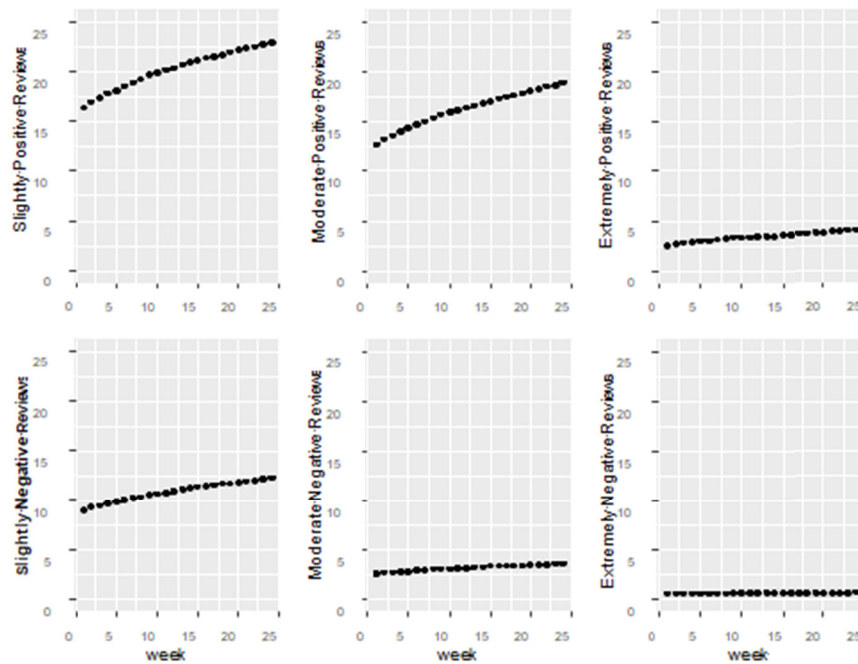 Slightly·Positive·Reviews
25
20
15
10
5
0
0 5 10 15 20 25
Moderate·Positive·Reviews
25
20
15
10
5
0
0 5 10 15 20 25
Extremely·Positive·Reviews
25
20
15
10
5
0
0 5 10 15 20 25
Slightly·Negative·Reviews
25
20
15
10
5
0
0 5 10 15 20 25
week
Moderate·Negative·Reviews
25
20
15
10
5
0
0 5 10 15 20 25
week
Extremely·Negative·Reviews
25
20
15
10
5
0
0 5 10 15 20 25
week